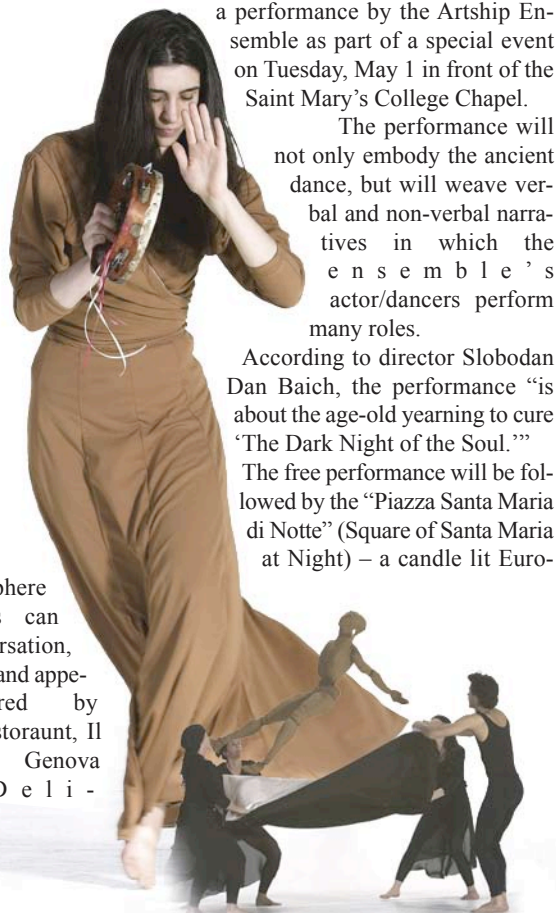 a performance by the Artship En-
semble as part of a special event
on Tuesday, May 1 in front of the
Saint Mary's College Chapel.
The performance will
not only embody the ancient
dance, but will weave ver-
bal and non-verbal narra-
tives in which the
ensemble's
actor/dancers perform
many roles.
According to director Slobodan
Dan Baich, the performance “is
about the age-old yearning to cure
‘The Dark Night of the Soul.’”
The free performance will be fol-
lowed by the “Piazza Santa Maria
di Notte” (Square of Santa Maria
at Night) – a candle lit Euro-
phere
s can
rsation,
and appe-
red by
storaunt, Il
Genova
Deli-